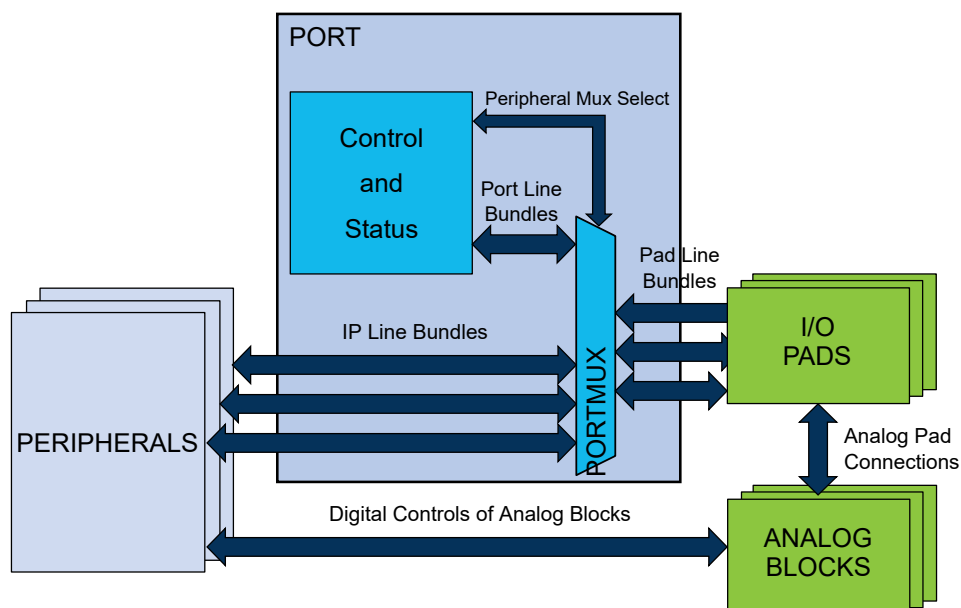 PORT
Peripheral Mux Select
Control
and
Status
Port Line
Bundles
Pad Line
Bundles
I/O
PADS
IP Line Bundles
PORTMUX
PERIPHERALS
Analog Pad
Connections
Digital Controls of Analog Blocks
ANALOG
BLOCKS